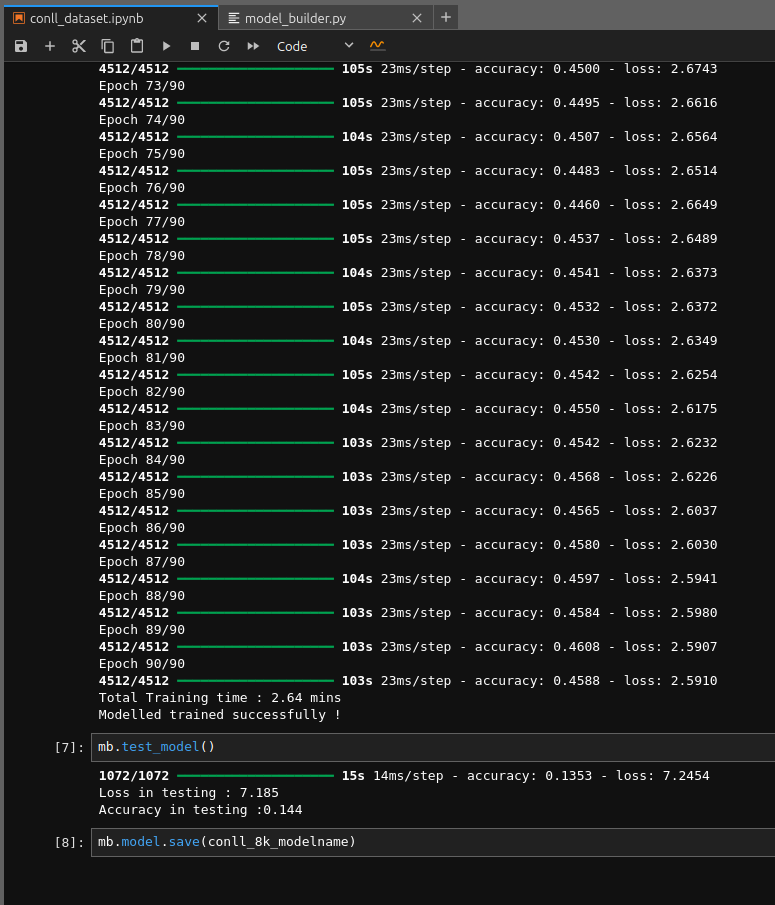 conll_dataset.ipynb
model_builder.py
Code
4512/4512 105s 23ms/step - accuracy: 0.4500 - loss: 2.6743
Epoch 73/90
4512/4512 105s 23ms/step - accuracy: 0.4495 - loss: 2.6616
Epoch 74/90
4512/4512 104s 23ms/step - accuracy: 0.4507 - loss: 2.6564
Epoch 75/90
4512/4512 105s 23ms/step - accuracy: 0.4483 - loss: 2.6514
Epoch 76/90
4512/4512 105s 23ms/step - accuracy: 0.4460 - loss: 2.6649
Epoch 77/90
4512/4512 105s 23ms/step - accuracy: 0.4537 - loss: 2.6489
Epoch 78/90
4512/4512 104s 23ms/step - accuracy: 0.4541 - loss: 2.6373
Epoch 79/90
4512/4512 105s 23ms/step - accuracy: 0.4532 - loss: 2.6372
Epoch 80/90
4512/4512 104s 23ms/step - accuracy: 0.4530 - loss: 2.6349
Epoch 81/90
4512/4512 105s 23ms/step - accuracy: 0.4542 - loss: 2.6254
Epoch 82/90
4512/4512 104s 23ms/step - accuracy: 0.4550 - loss: 2.6175
Epoch 83/90
4512/4512 103s 23ms/step - accuracy: 0.4542 - loss: 2.6232
Epoch 84/90
4512/4512 103s 23ms/step - accuracy: 0.4568 - loss: 2.6226
Epoch 85/90
4512/4512 103s 23ms/step - accuracy: 0.4565 - loss: 2.6037
Epoch 86/90
4512/4512 103s 23ms/step - accuracy: 0.4580 - loss: 2.6030
Epoch 87/90
4512/4512 104s 23ms/step - accuracy: 0.4597 - loss: 2.5941
Epoch 88/90
4512/4512 103s 23ms/step - accuracy: 0.4584 - loss: 2.5980
Epoch 89/90
4512/4512 103s 23ms/step - accuracy: 0.4608 - loss: 2.5907
Epoch 90/90
4512/4512 103s 23ms/step - accuracy: 0.4588 - loss: 2.5910
Total Training time : 2.64 mins
Modelled trained successfully !
[7]: mb.test_model()
1072/1072 15s 14ms/step - accuracy: 0.1353 - loss: 7.2454
Loss in testing : 7.185
Accuracy in testing :0.144
[8]: mb.model.save(conll_8k_modelname)